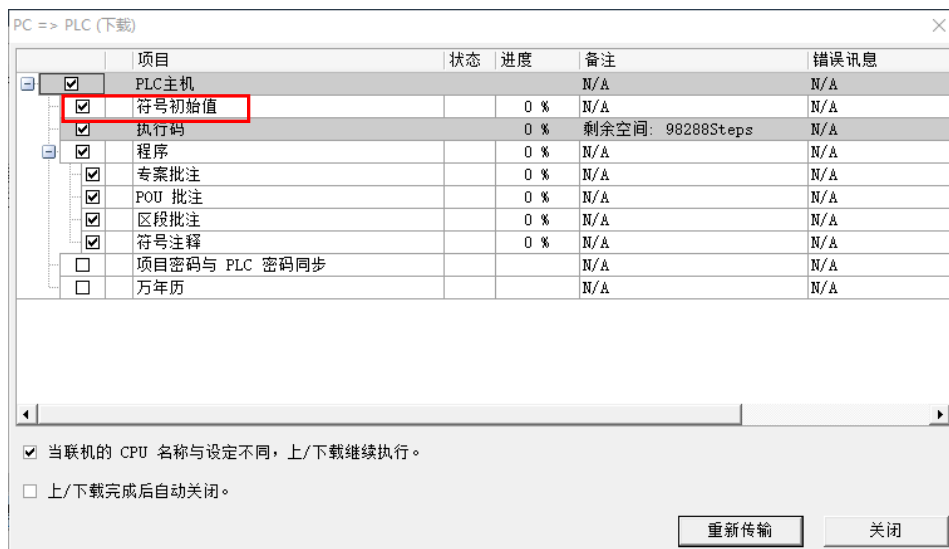 PC => PLC (下载)
项目 状态 进度 备注 错误讯息
PLC主机 N/A N/A
符号初始值 0 % N/A N/A
执行码 0 % 剩余空间: 98288Steps N/A
程序 0 % N/A N/A
专案批注 0 % N/A N/A
POU 批注 0 % N/A N/A
区段批注 0 % N/A N/A
符号注释 0 % N/A N/A
项目密码与 PLC 密码同步 N/A N/A
万年历 N/A N/A
当联机的 CPU 名称与设定不同,上/下载继续执行。
上/下载完成后自动关闭。
重新传输 关闭